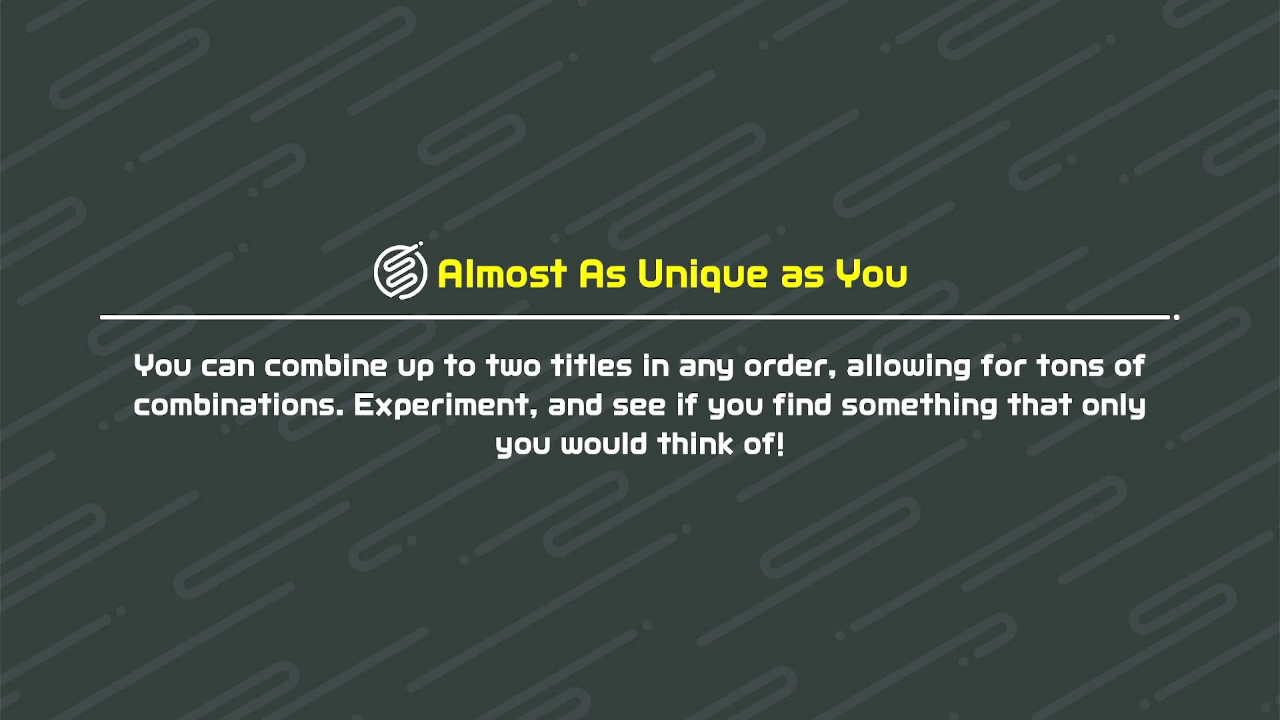 Almost As Unique as You
You can combine up to two titles in any order, allowing for tons of
combinations. Experiment, and see if you find something that only
you would think of!